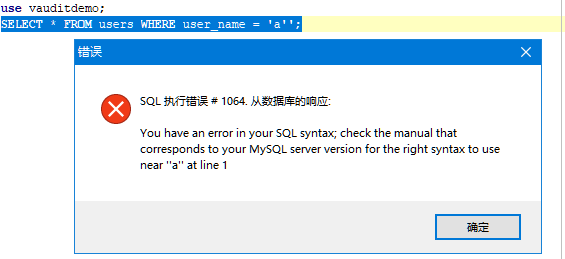 use vauditdemo;
SELECT * FROM users WHERE user_name = 'a'';
错误
SQL 执行错误 # 1064. 从数据库的响应:
You have an error in your SQL syntax; check the manual that
corresponds to your MySQL server version for the right syntax to use
near ''a'' at line 1
确定